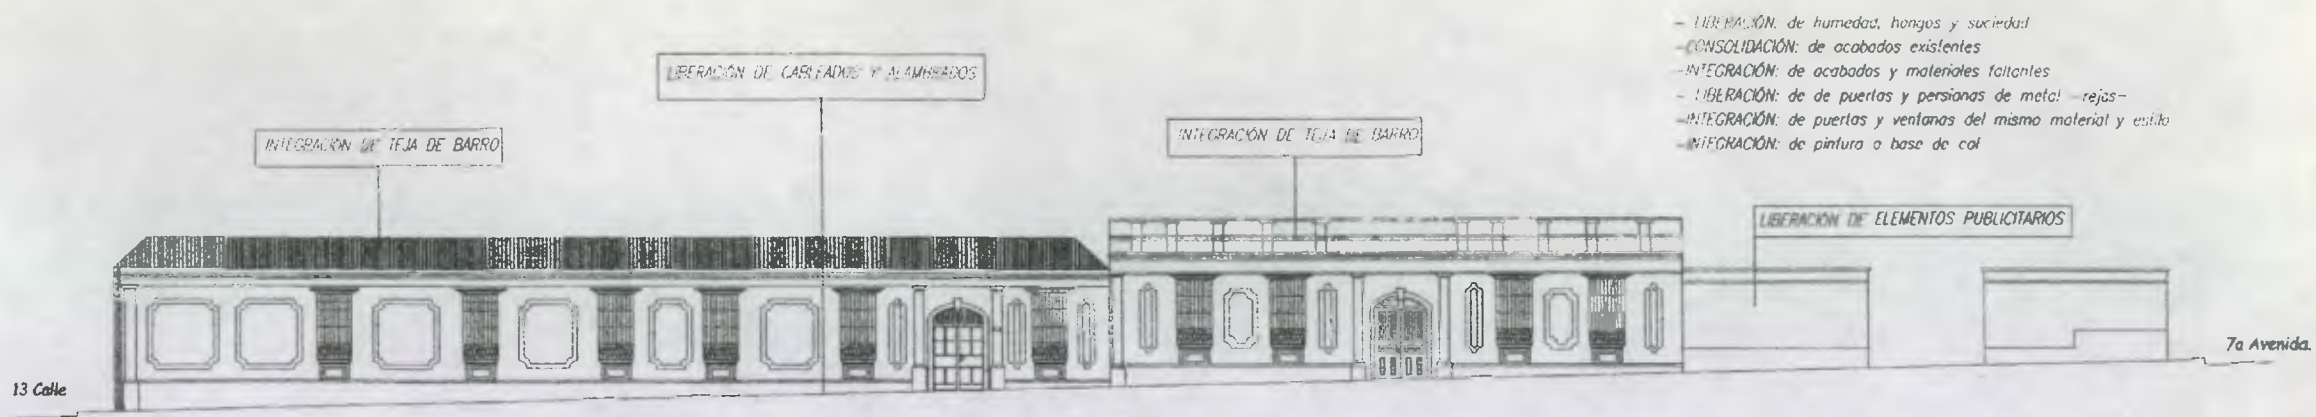 - LIBERACIÓN: de humedad, hongos y suciedad
-CONSOLIDACIÓN: de acabados existentes
-INTEGRACIÓN: de acabados y materiales faltantes
- LIBERACIÓN: de de puertas y persianas de metal -rejas-
-INTEGRACIÓN: de puertas y ventanas del mismo material y estilo
-INTEGRACIÓN: de pintura a base de cal
LIBERACIÓN DE CABLEADOS Y ALAMBRADOS
INTEGRACIÓN DE TEJA DE BARRO
INTEGRACIÓN DE TEJA DE BARRO
LIBERACIÓN DE ELEMENTOS PUBLICITARIOS
13 Calle
7a Avenida.